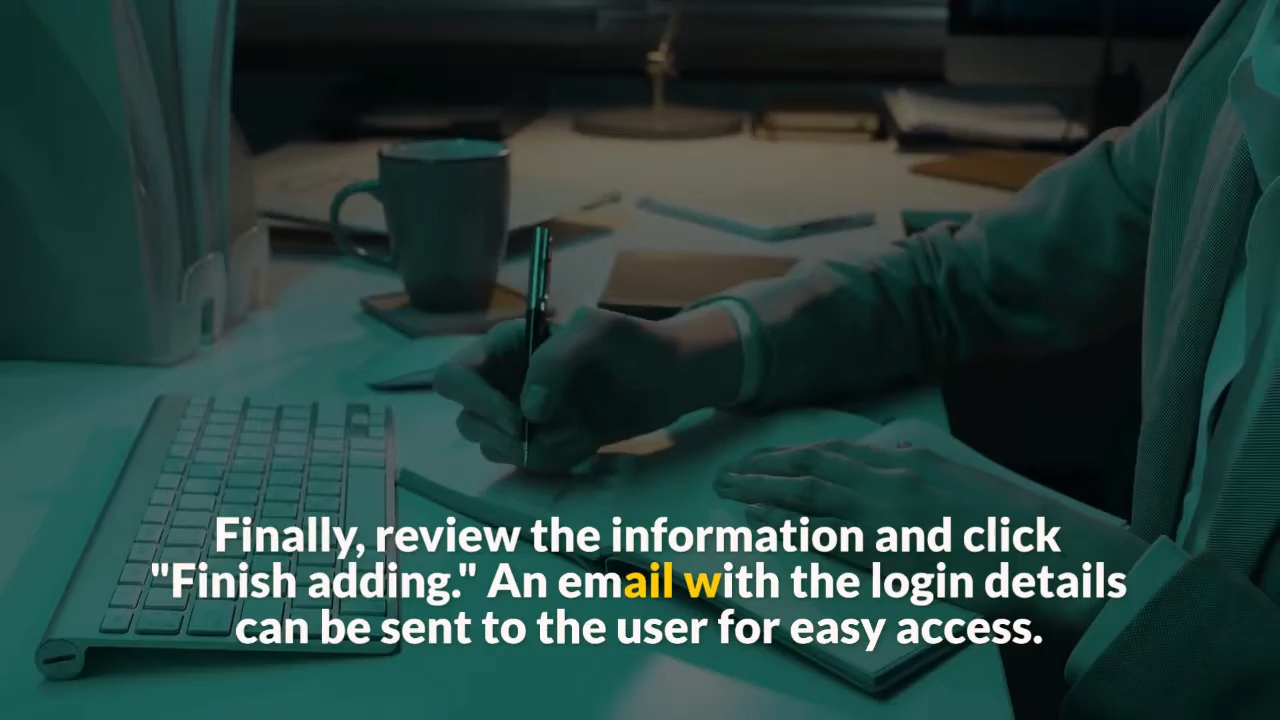 Finally, review the information and click
"Finish adding." An email with the login details
can be sent to the user for easy access.